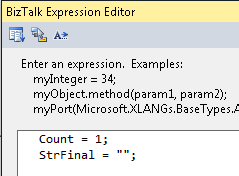 BizTalk Expression Editor
Enter an expression. Examples:
myInteger = 34;
myObject.method(param1, param2);
myPort(Microsoft.XLANGs.BaseTypes.A
Count = 1;
StrFinal = "";